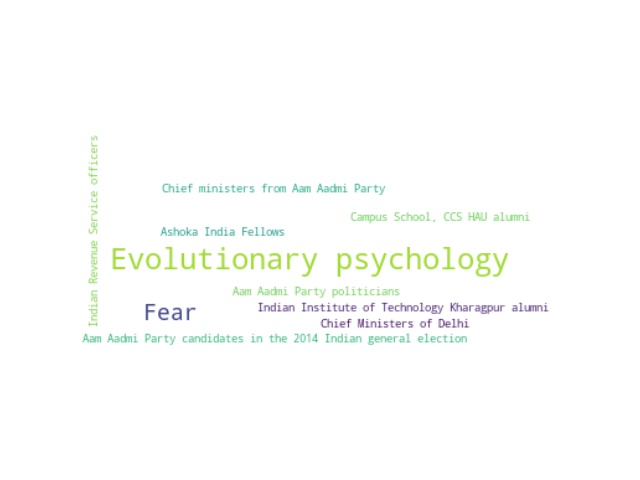 Indian Revenue Service officers
Chief ministers from Aam Aadmi Party
Campus School, CCS HAU alumni
Ashoka India Fellows
Evolutionary psychology
Aam Aadmi Party politicians
Fear
Indian Institute of Technology Kharagpur alumni
Chief Ministers of Delhi
Aam Aadmi Party candidates in the 2014 Indian general election